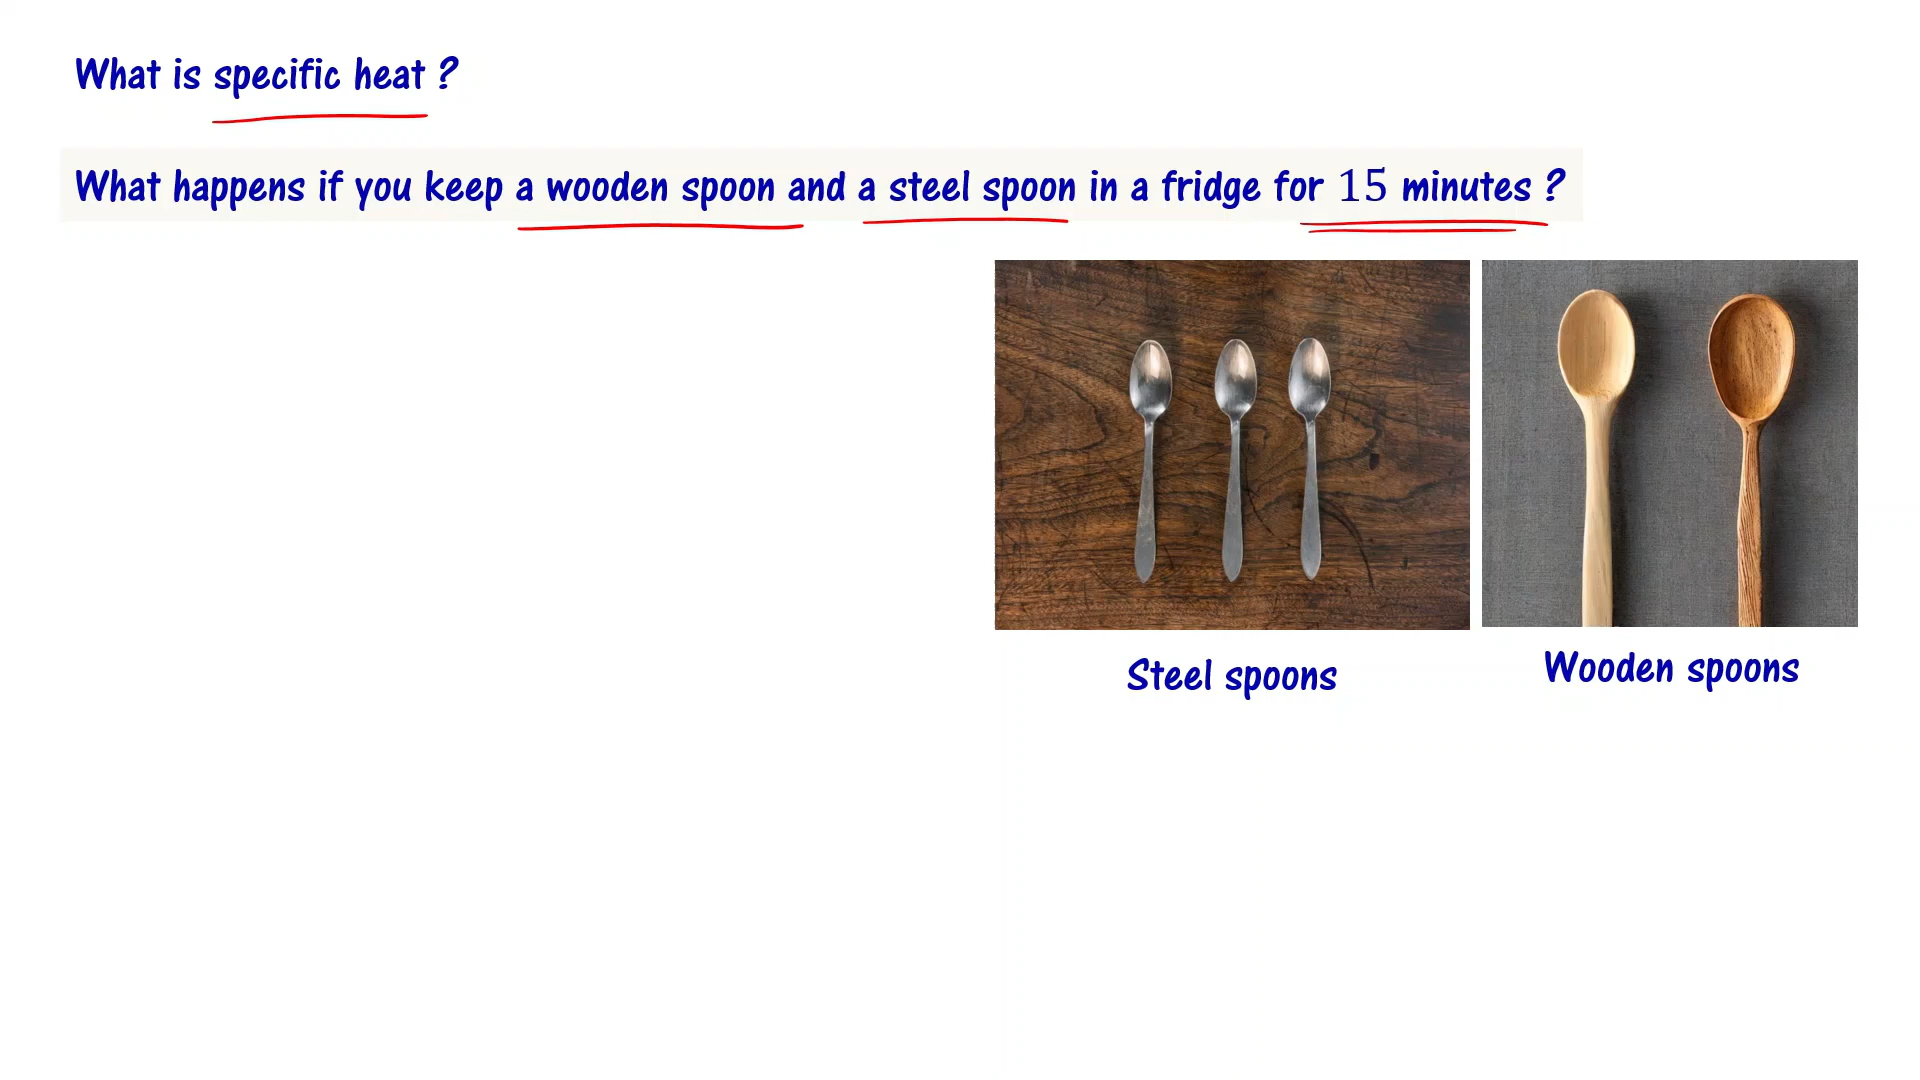 What is specific heat ?
What happens if you keep a wooden spoon and a steel spoon in a fridge for 15 minutes ?
Steel spoons
Wooden spoons